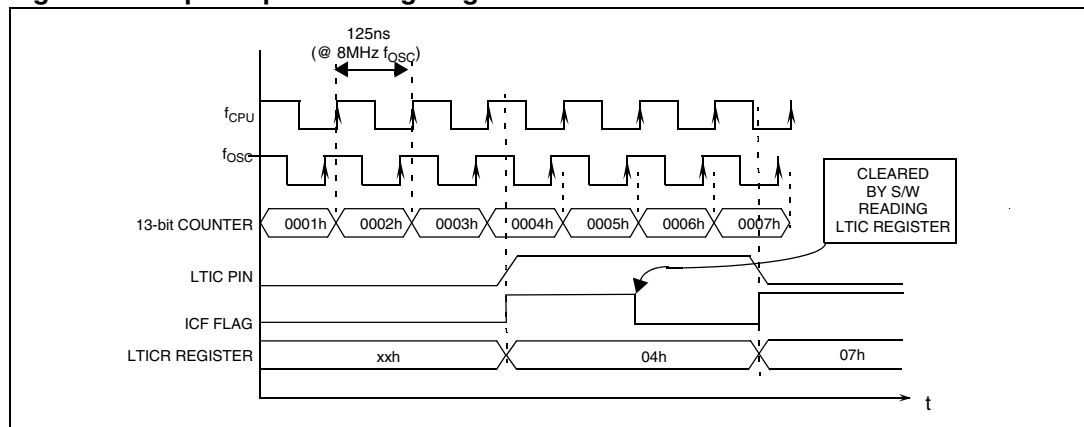 125ns
(@ 8MHz fOSC)
fCPU
fOSC
13-bit COUNTER
0001h
0002h
0003h
0004h
0005h
0006h
0007h
CLEARED
BY S/W
READING
LTIC REGISTER
LTIC PIN
ICF FLAG
LTICR REGISTER
xxh
04h
07h
t